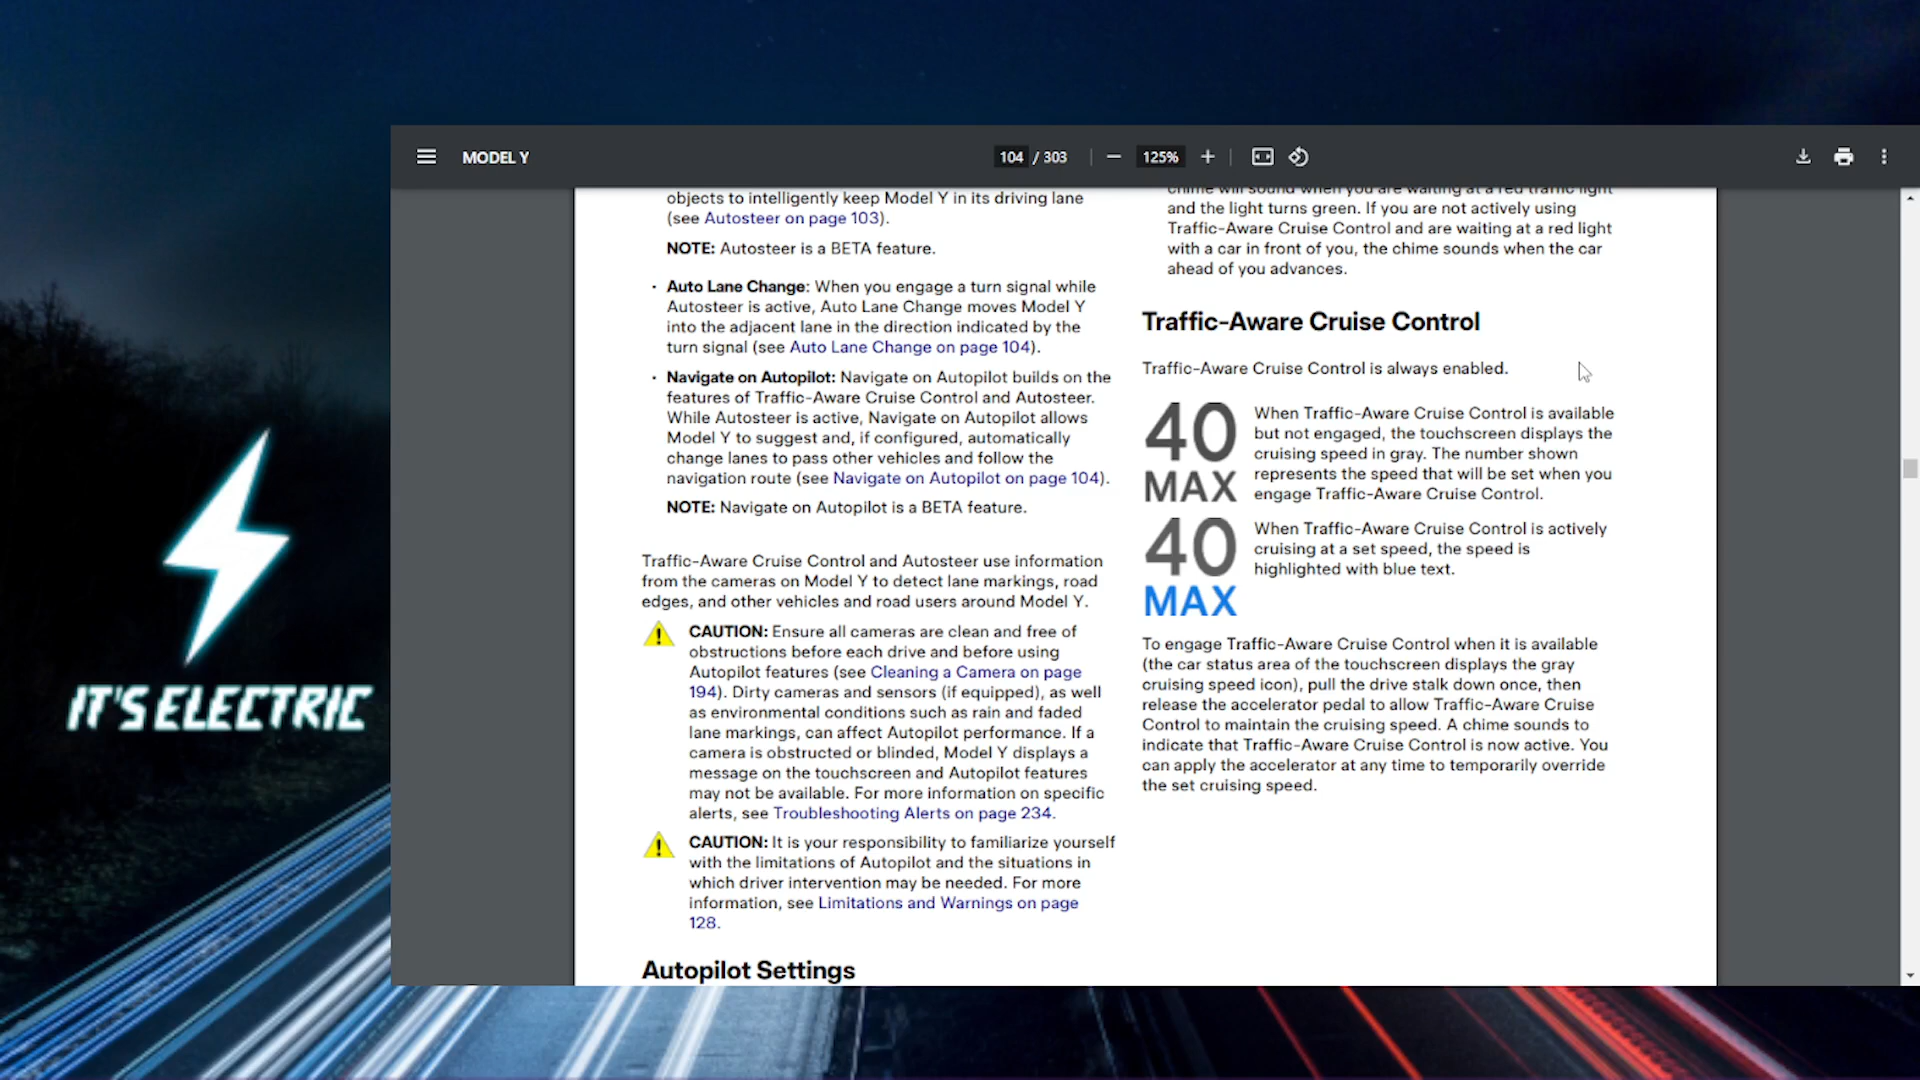 MODEL Y
104 / 303
125%
objects to intelligently keep Model Y in its driving lane
(see Autosteer on page 103).
NOTE: Autosteer is a BETA feature.
· Auto Lane Change: When you engage a turn signal while
Autosteer is active, Auto Lane Change moves Model Y
into the adjacent lane in the direction indicated by the
turn signal (see Auto Lane Change on page 104).
· Navigate on Autopilot: Navigate on Autopilot builds on the
features of Traffic-Aware Cruise Control and Autosteer.
While Autosteer is active, Navigate on Autopilot allows
Model Y to suggest and, if configured, automatically
change lanes to pass other vehicles and follow the
navigation route (see Navigate on Autopilot on page 104).
NOTE: Navigate on Autopilot is a BETA feature.
Traffic-Aware Cruise Control and Autosteer use information
from the cameras on Model Y to detect lane markings, road
edges, and other vehicles and road users around Model Y.
CAUTION: Ensure all cameras are clean and free of
obstructions before each drive and before using
Autopilot features (see Cleaning a Camera on page
194). Dirty cameras and sensors (if equipped), as well
as environmental conditions such as rain and faded
lane markings, can affect Autopilot performance. If a
camera is obstructed or blinded, Model Y displays a
message on the touchscreen and Autopilot features
may not be available. For more information on specific
alerts, see Troubleshooting Alerts on page 234.
CAUTION: It is your responsibility to familiarize yourself
with the limitations of Autopilot and the situations in
which driver intervention may be needed. For more
information, see Limitations and Warnings on page
128.
Autopilot Settings
chime will sound when you are waiting at a red traffic light
and the light turns green. If you are not actively using
Traffic-Aware Cruise Control and are waiting at a red light
with a car in front of you, the chime sounds when the car
ahead of you advances.
Traffic-Aware Cruise Control
Traffic-Aware Cruise Control is always enabled.
40
MAX
When Traffic-Aware Cruise Control is available
but not engaged, the touchscreen displays the
cruising speed in gray. The number shown
represents the speed that will be set when you
engage Traffic-Aware Cruise Control.
40
MAX
When Traffic-Aware Cruise Control is actively
cruising at a set speed, the speed is
highlighted with blue text.
To engage Traffic-Aware Cruise Control when it is available
(the car status area of the touchscreen displays the gray
cruising speed icon), pull the drive stalk down once, then
release the accelerator pedal to allow Traffic-Aware Cruise
Control to maintain the cruising speed. A chime sounds to
indicate that Traffic-Aware Cruise Control is now active. You
can apply the accelerator at any time to temporarily override
the set cruising speed.
IT'S ELECTRIC